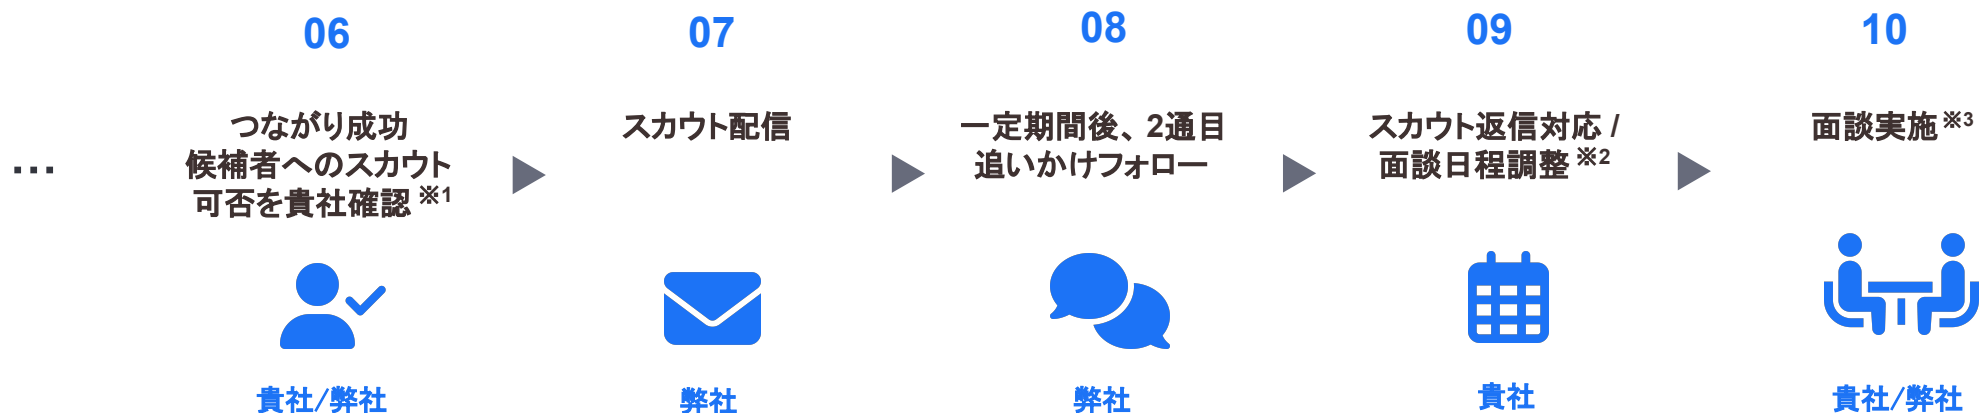 06
つながり成功
候補者へのスカウト
可否を貴社確認 ※1
貴社/弊社
07
スカウト配信
弊社
08
一定期間後、2通目
追いかけフォロー
弊社
09
スカウト返信対応 /
面談日程調整 ※2
貴社
10
面談実施 ※3
貴社/弊社
…